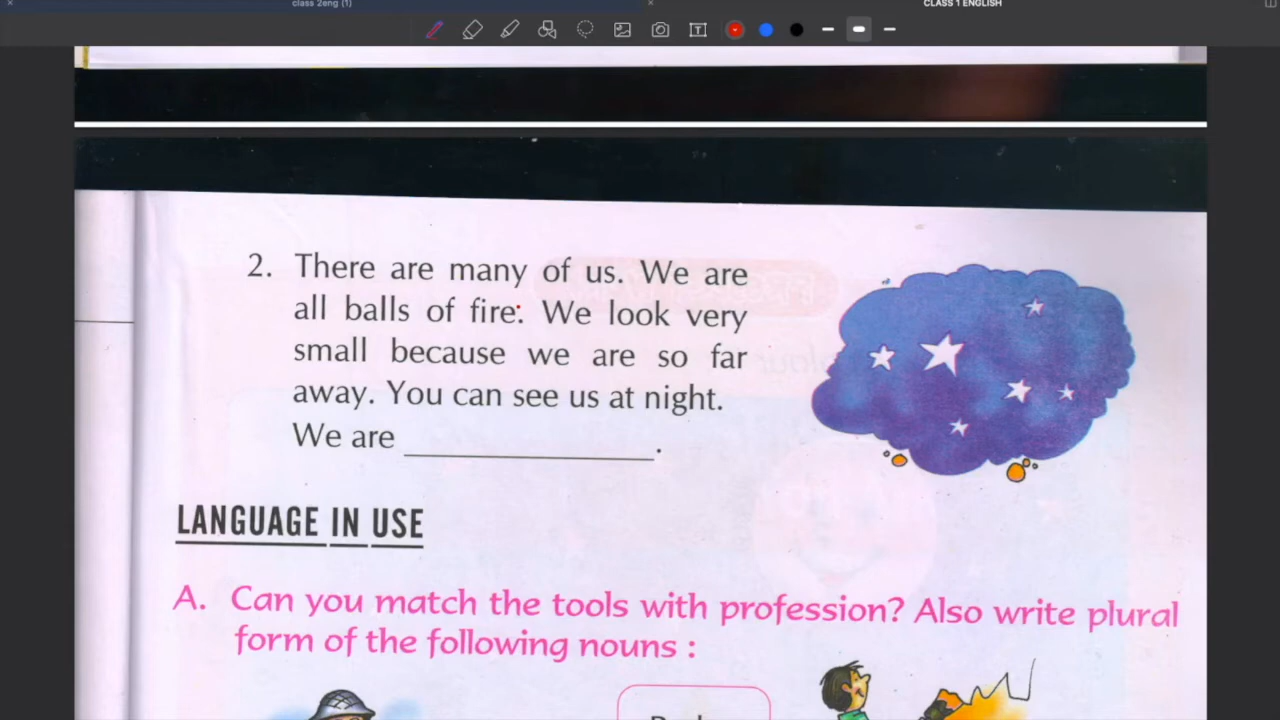 class 2eng (1)
CLASS 1 ENGLISH
2. There are many of us. We are
all balls of fire. We look very
small because we are so far
away. You can see us at night.
We are ____________.
LANGUAGE IN USE
A. Can you match the tools with profession? Also write plural
form of the following nouns :